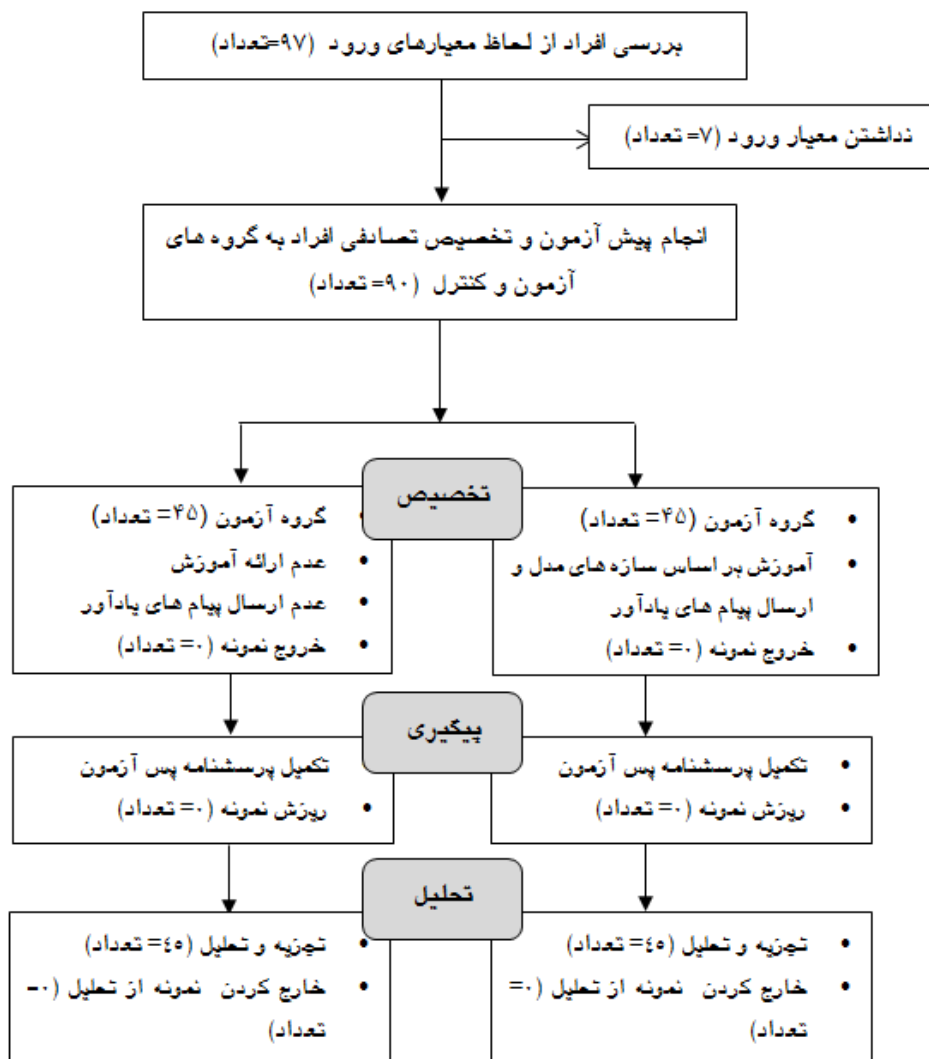 بررسی افراد از لحاظ معیارهای ورود (۹۷=تعداد)
نداشتن معیار ورود (۷= تعداد)
انجام پیش آزمون و تخصیص تصادفی افراد به گروه های
آزمون و کنترل (۹۰= تعداد)
تخصیص
• گروه آزمون (۴۵= تعداد)
• آموزش بر اساس سازه های مدل و
ارسال پیام های یادآور
• خروج نمونه (۰= تعداد)
• گروه آزمون (۴۵= تعداد)
• عدم ارائه آموزش
• عدم ارسال پیام های یادآور
• خروج نمونه (۰= تعداد)
پیگیری
• تکمیل پرسشنامه پس آزمون
• ریزش نمونه (۰= تعداد)
تکمیل پرسشنامه پس آزمون
• ریزش نمونه (۰= تعداد)
تحلیل
• تجزیه و تحلیل (٤٥= تعداد)
• خارج کردن نمونه از تحلیل (۰=
تعداد)
• تجزیه و تحلیل (٤٥= تعداد)
• خارج کردن نمونه از تحلیل (۰=
تعداد)